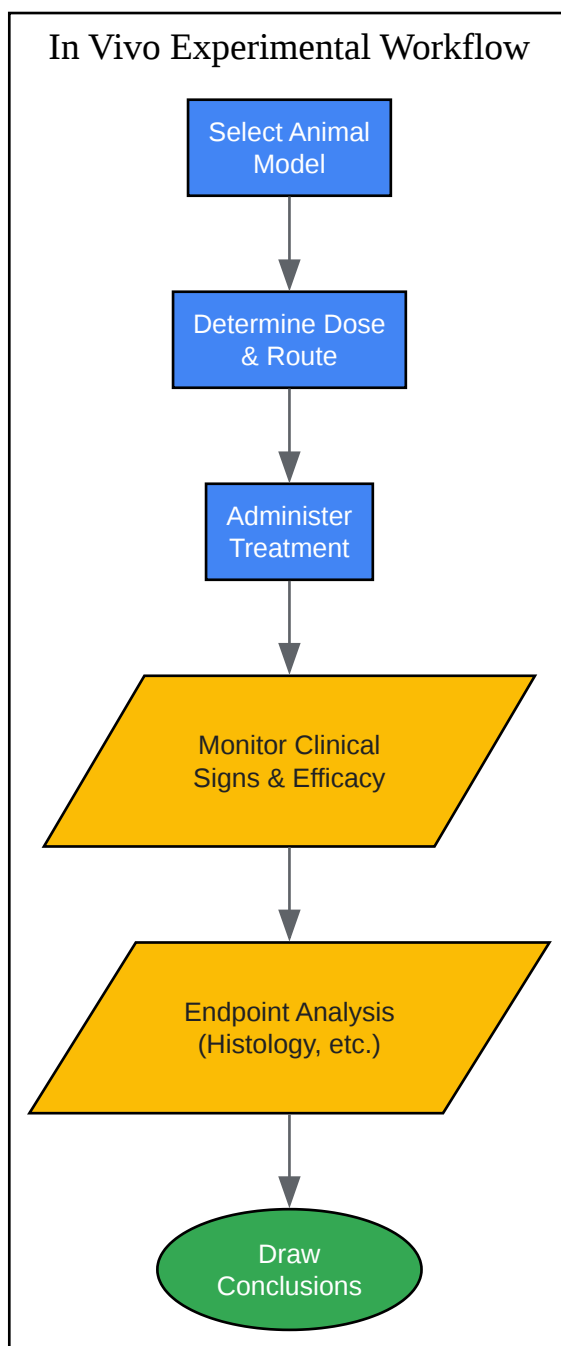 In Vivo Experimental Workflow
Select Animal
Model
Determine Dose
& Route
Administer
Treatment
Monitor Clinical
Signs & Efficacy
Endpoint Analysis
(Histology, etc.)
Draw
Conclusions